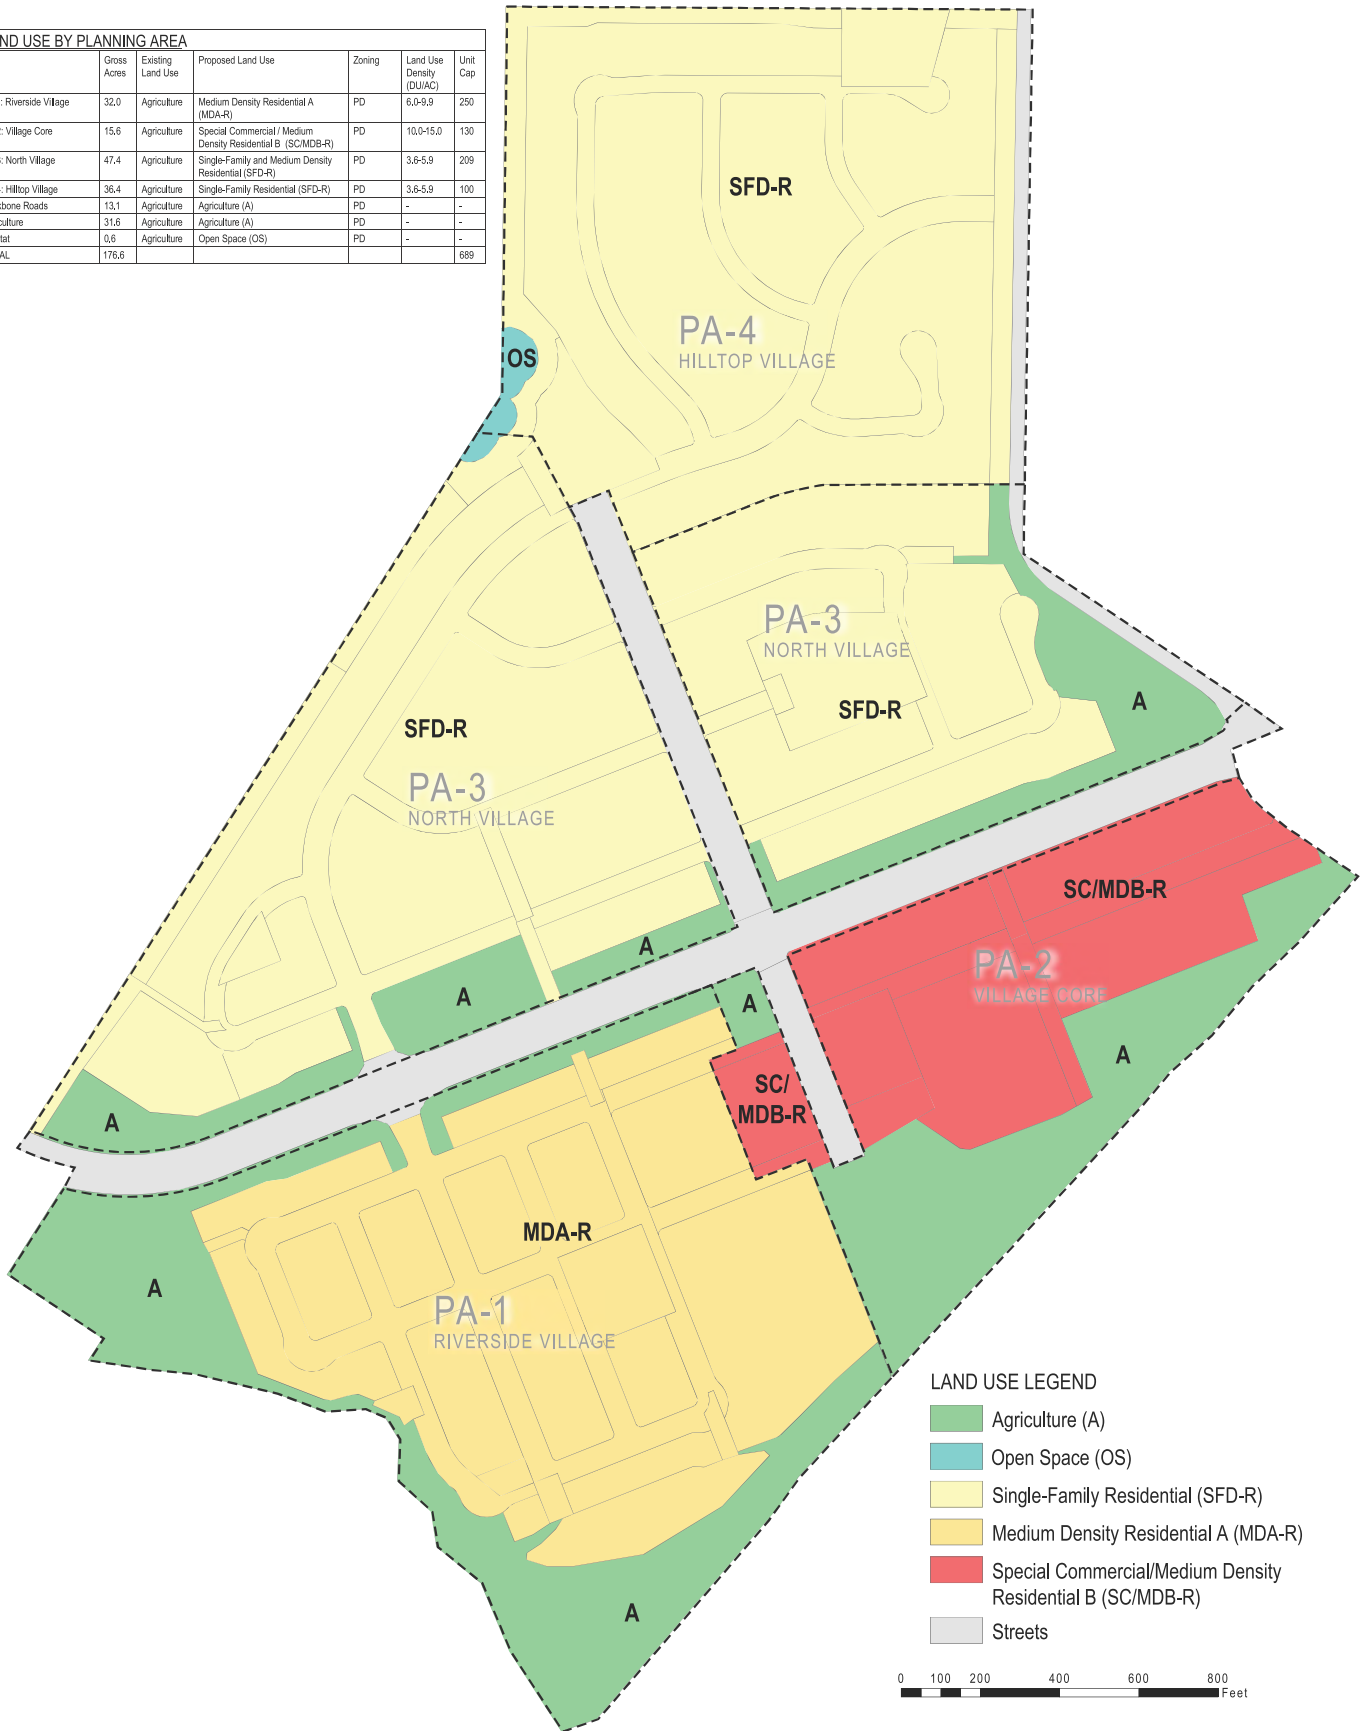 ND USE BY PLANNING AREA
Gross Acres Existing Land Use Proposed Land Use Zoning Land Use Density (DU/AC) Unit Cap
: Riverside Village 32.0 Agriculture Medium Density Residential A (MDA-R) PD 6.0-9.9 250
: Village Core 15.6 Agriculture Special Commercial / Medium Density Residential B (SC/MDB-R) PD 10.0-15.0 130
: North Village 47.4 Agriculture Single-Family and Medium Density Residential (SFD-R) PD 3.6-5.9 209
: Hilltop Village 36.4 Agriculture Single-Family Residential (SFD-R) PD 3.6-5.9 100
kbone Roads 13.1 Agriculture Agriculture (A) PD - -
culture 31.6 Agriculture Agriculture (A) PD - -
tat 0.6 Agriculture Open Space (OS) PD - -
AL 176.6 689
SFD-R
PA-4
HILLTOP VILLAGE
OS
PA-3
NORTH VILLAGE
SFD-R
A
SFD-R
PA-3
NORTH VILLAGE
SC/MDB-R
PA-2
VILLAGE CORE
A
A
A
A
A
SC/
MDB-R
MDA-R
A
PA-1
RIVERSIDE VILLAGE
A
LAND USE LEGEND
Agriculture (A)
Open Space (OS)
Single-Family Residential (SFD-R)
Medium Density Residential A (MDA-R)
Special Commercial/Medium Density
Residential B (SC/MDB-R)
Streets
0 100 200 400 600 800
Feet